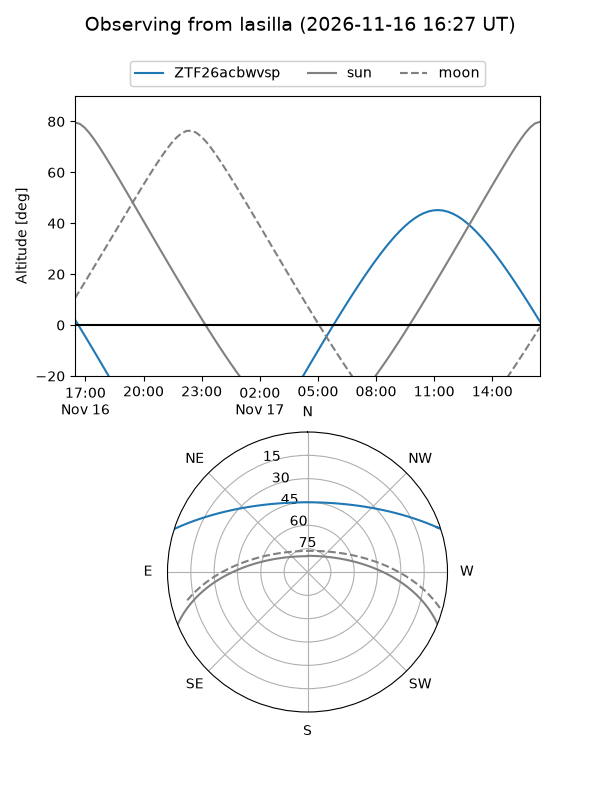 Observing from lasilla (2026-11-16 16:27 UT)
ZTF26acbwvsp sun moon
Altitude [deg]
80
60
40
20
0
−20
17:00 20:00 23:00 02:00 05:00 08:00 11:00 14:00
Nov 16 Nov 17
N
NE NW
15
30
45
60
75
E W
SE SW
S